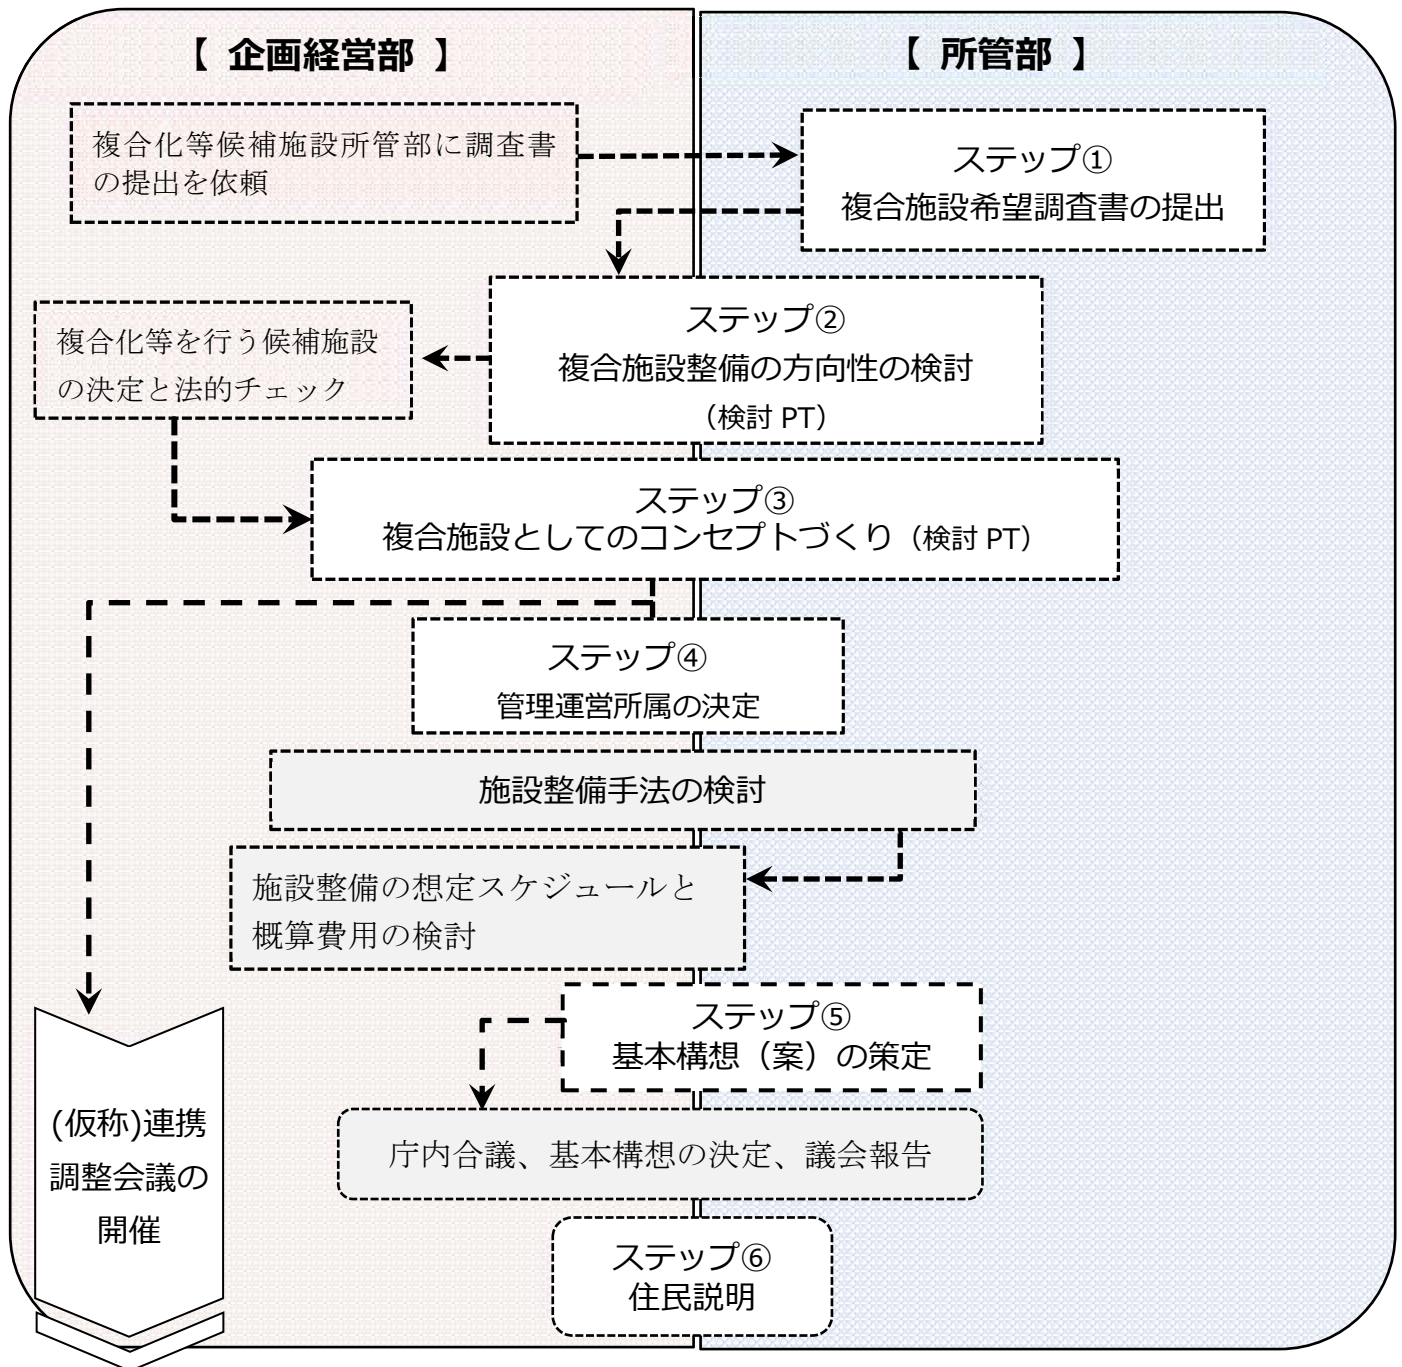 【 企画経営部 】
【 所管部 】
複合化等候補施設所管部に調査書
の提出を依頼
ステップ①
複合施設希望調査書の提出
ステップ②
複合施設整備の方向性の検討
（検討 PT）
複合化等を行う候補施設
の決定と法的チェック
ステップ③
複合施設としてのコンセプトづくり（検討 PT）
ステップ④
管理運営所属の決定
施設整備手法の検討
施設整備の想定スケジュールと
概算費用の検討
ステップ⑤
基本構想（案）の策定
(仮称)連携
調整会議の
開催
庁内合議、基本構想の決定、議会報告
ステップ⑥
住民説明